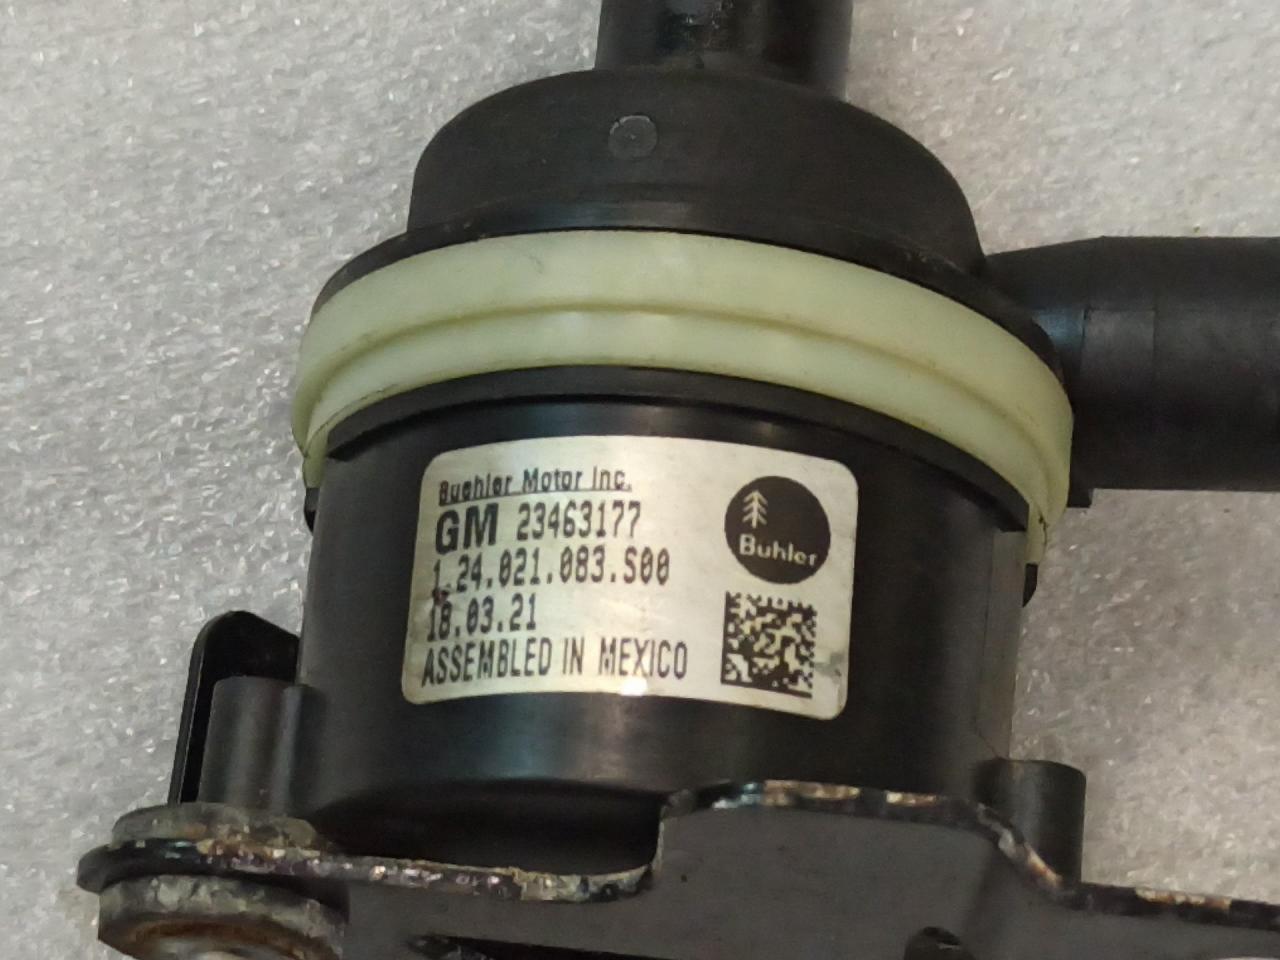 Buehler Motor Inc.
GM 23463177
1.24.021.083.S00
18.03.21
ASSEMBLED IN MEXICO
Buhler